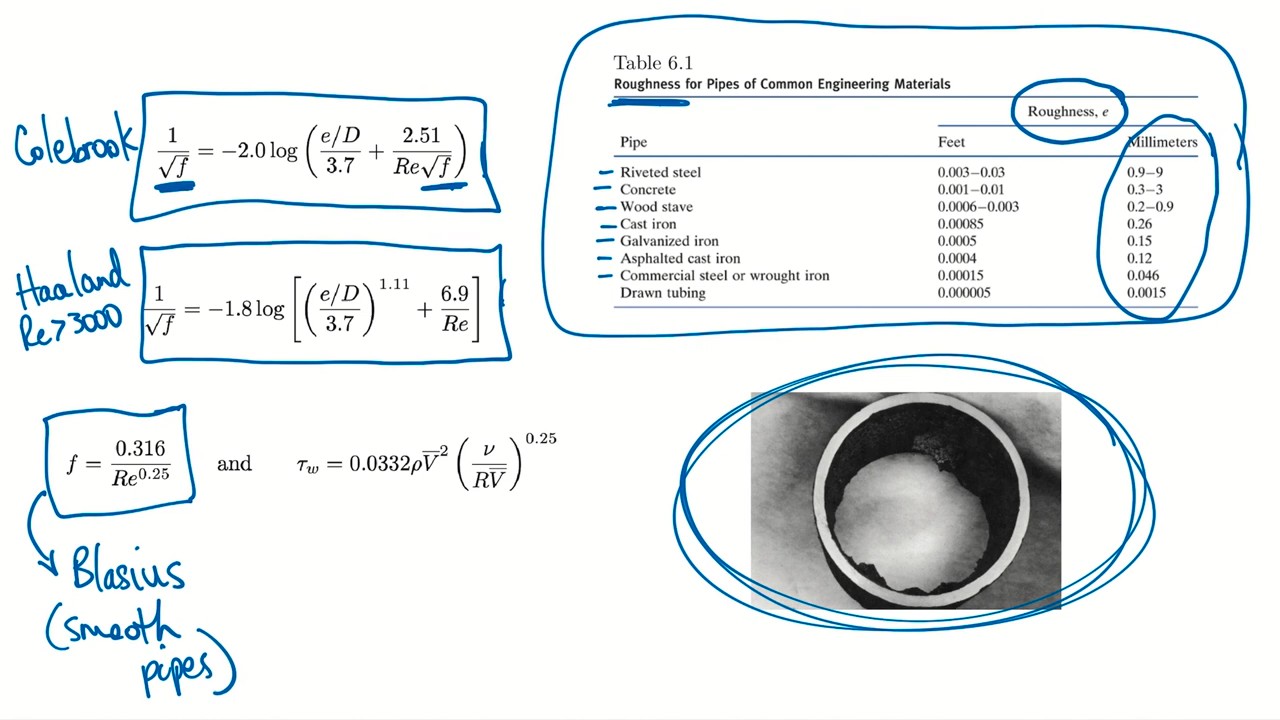 Colebrook
1/√f = −2.0 log ( (e/D)/3.7 + 2.51/(Re√f) )
Haaland
Re>3000
1/√f = −1.8 log [ ((e/D)/3.7)^1.11 + 6.9/Re ]
f = 0.316/Re^0.25 and τ_w = 0.0332ρV̅² (ν/(RV̅))^0.25
Blasius
(smooth
pipes)
Table 6.1
Roughness for Pipes of Common Engineering Materials
Roughness, e
Pipe Feet Millimeters
Riveted steel 0.003–0.03 0.9–9
Concrete 0.001–0.01 0.3–3
Wood stave 0.0006–0.003 0.2–0.9
Cast iron 0.00085 0.26
Galvanized iron 0.0005 0.15
Asphalted cast iron 0.0004 0.12
Commercial steel or wrought iron 0.00015 0.046
Drawn tubing 0.000005 0.0015